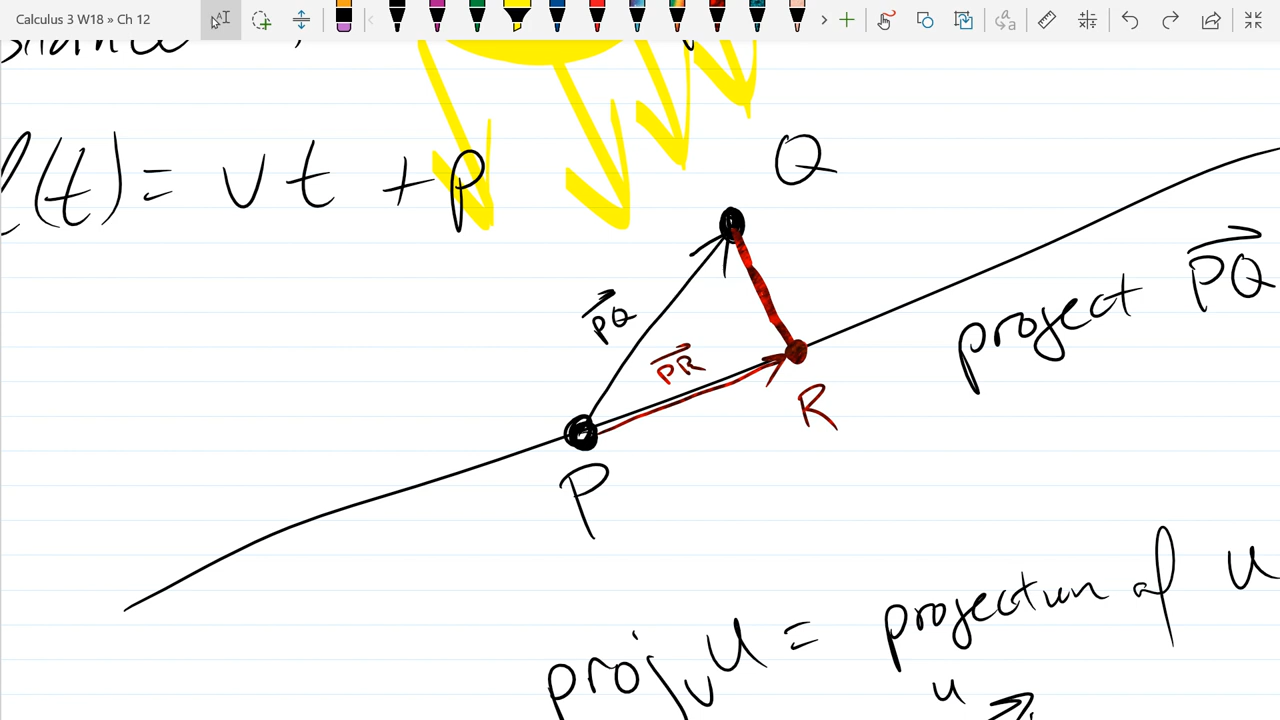 Calculus 3 W18 » Ch 12
l(t) = vt + p
Q
PQ
project PQ
PR
R
P
proj_v u = projection of u
u